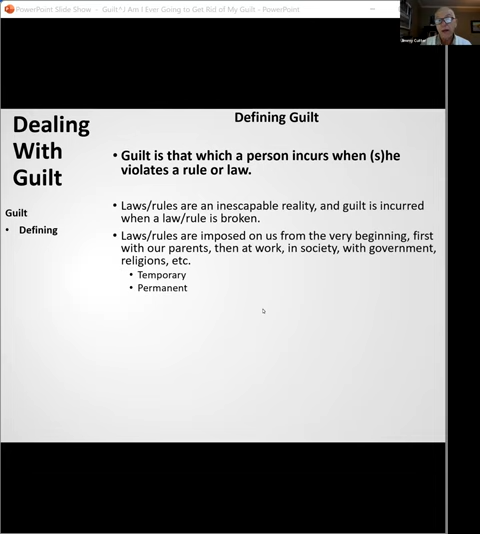 PowerPoint Slide Show - Guilt^J Am I Ever Going to Get Rid of My Guilt - PowerPoint
Dealing
With
Guilt
Guilt
• Defining
Defining Guilt
• Guilt is that which a person incurs when (s)he
violates a rule or law.
• Laws/rules are an inescapable reality, and guilt is incurred
when a law/rule is broken.
• Laws/rules are imposed on us from the very beginning, first
with our parents, then at work, in society, with government,
religions, etc.
• Temporary
• Permanent